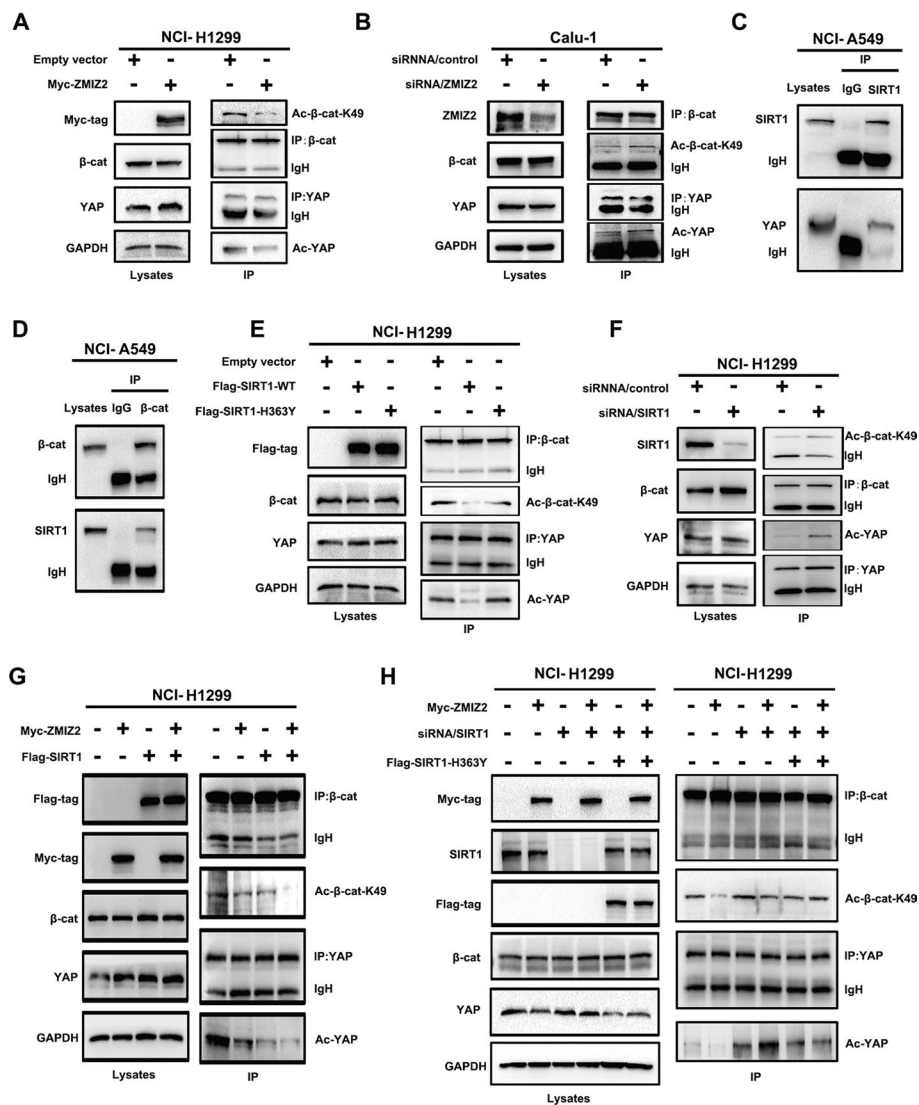 A
NCI-H1299
Empty vector + - + -
Myc-ZMIZ2 - + - +
Myc-tag
β-cat
YAP
GAPDH
Ac-β-cat-K49
IP:β-cat
IgH
IP:YAP
IgH
Ac-YAP
Lysates IP
B
Calu-1
siRNNA/control + - + -
siRNA/ZMIZ2 - + - +
ZMIZ2
β-cat
YAP
GAPDH
IP:β-cat
Ac-β-cat-K49
IgH
IP:YAP
IgH
Ac-YAP
IgH
Lysates IP
C
NCI-A549
IP
Lysates IgG SIRT1
SIRT1
IgH
YAP
IgH
D
NCI-A549
IP
Lysates IgG β-cat
β-cat
IgH
SIRT1
IgH
E
NCI-H1299
Empty vector + - - + - -
Flag-SIRT1-WT - + - - + -
Flag-SIRT1-H363Y - - + - - +
Flag-tag
β-cat
YAP
GAPDH
IP:β-cat
IgH
Ac-β-cat-K49
IP:YAP
IgH
Ac-YAP
Lysates IP
F
NCI-H1299
siRNNA/control + - + -
siRNA/SIRT1 - + - +
SIRT1
β-cat
YAP
GAPDH
Ac-β-cat-K49
IgH
IP:β-cat
IgH
Ac-YAP
IP:YAP
IgH
Lysates IP
G
NCI-H1299
Myc-ZMIZ2 - + - + - + - +
Flag-SIRT1 - - + + - - + +
Flag-tag
Myc-tag
β-cat
YAP
GAPDH
IP:β-cat
IgH
Ac-β-cat-K49
IP:YAP
IgH
Ac-YAP
Lysates IP
H
NCI-H1299 NCI-H1299
Myc-ZMIZ2 - + - + - + - + - + - +
siRNA/SIRT1 - - + + + + - - + + + +
Flag-SIRT1-H363Y - - - - + + - - - - + +
Myc-tag
SIRT1
Flag-tag
β-cat
YAP
GAPDH
IP:β-cat
IgH
Ac-β-cat-K49
IP:YAP
IgH
Ac-YAP
Lysates IP